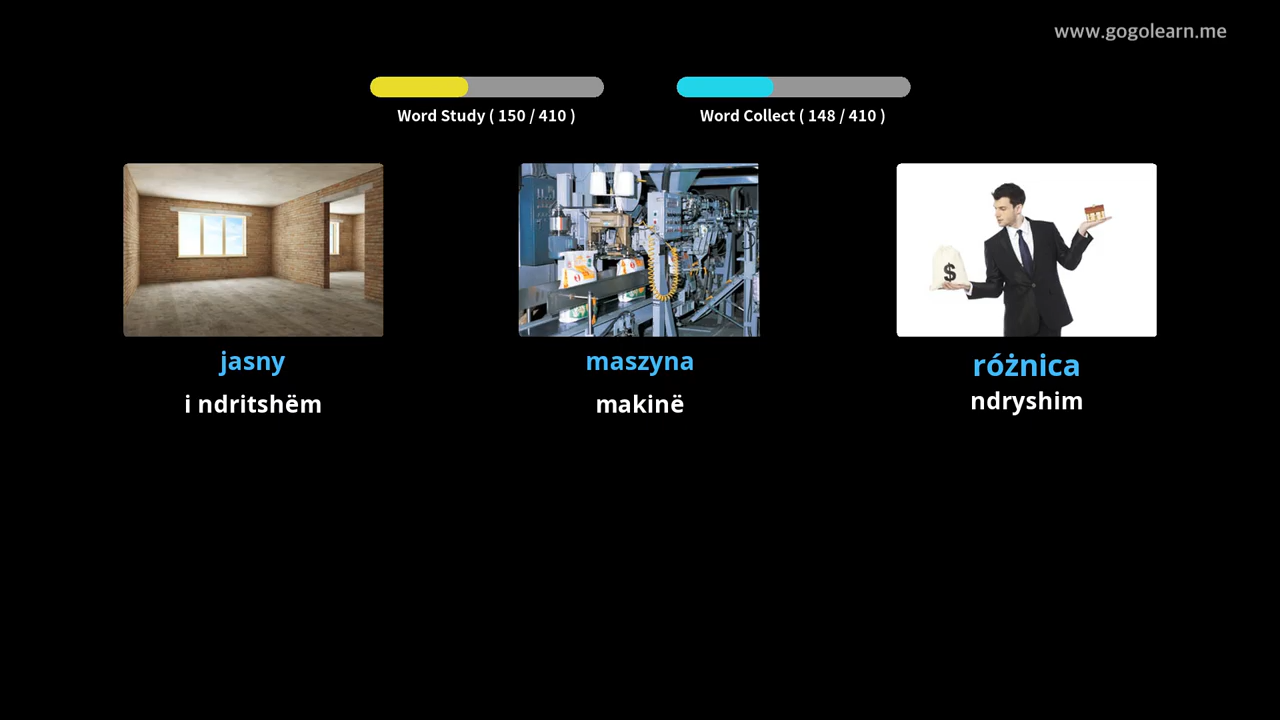 www.gogolearn.me
Word Study ( 150 / 410 )
Word Collect ( 148 / 410 )
$
jasny
maszyna
różnica
i ndritshëm
makinë
ndryshim